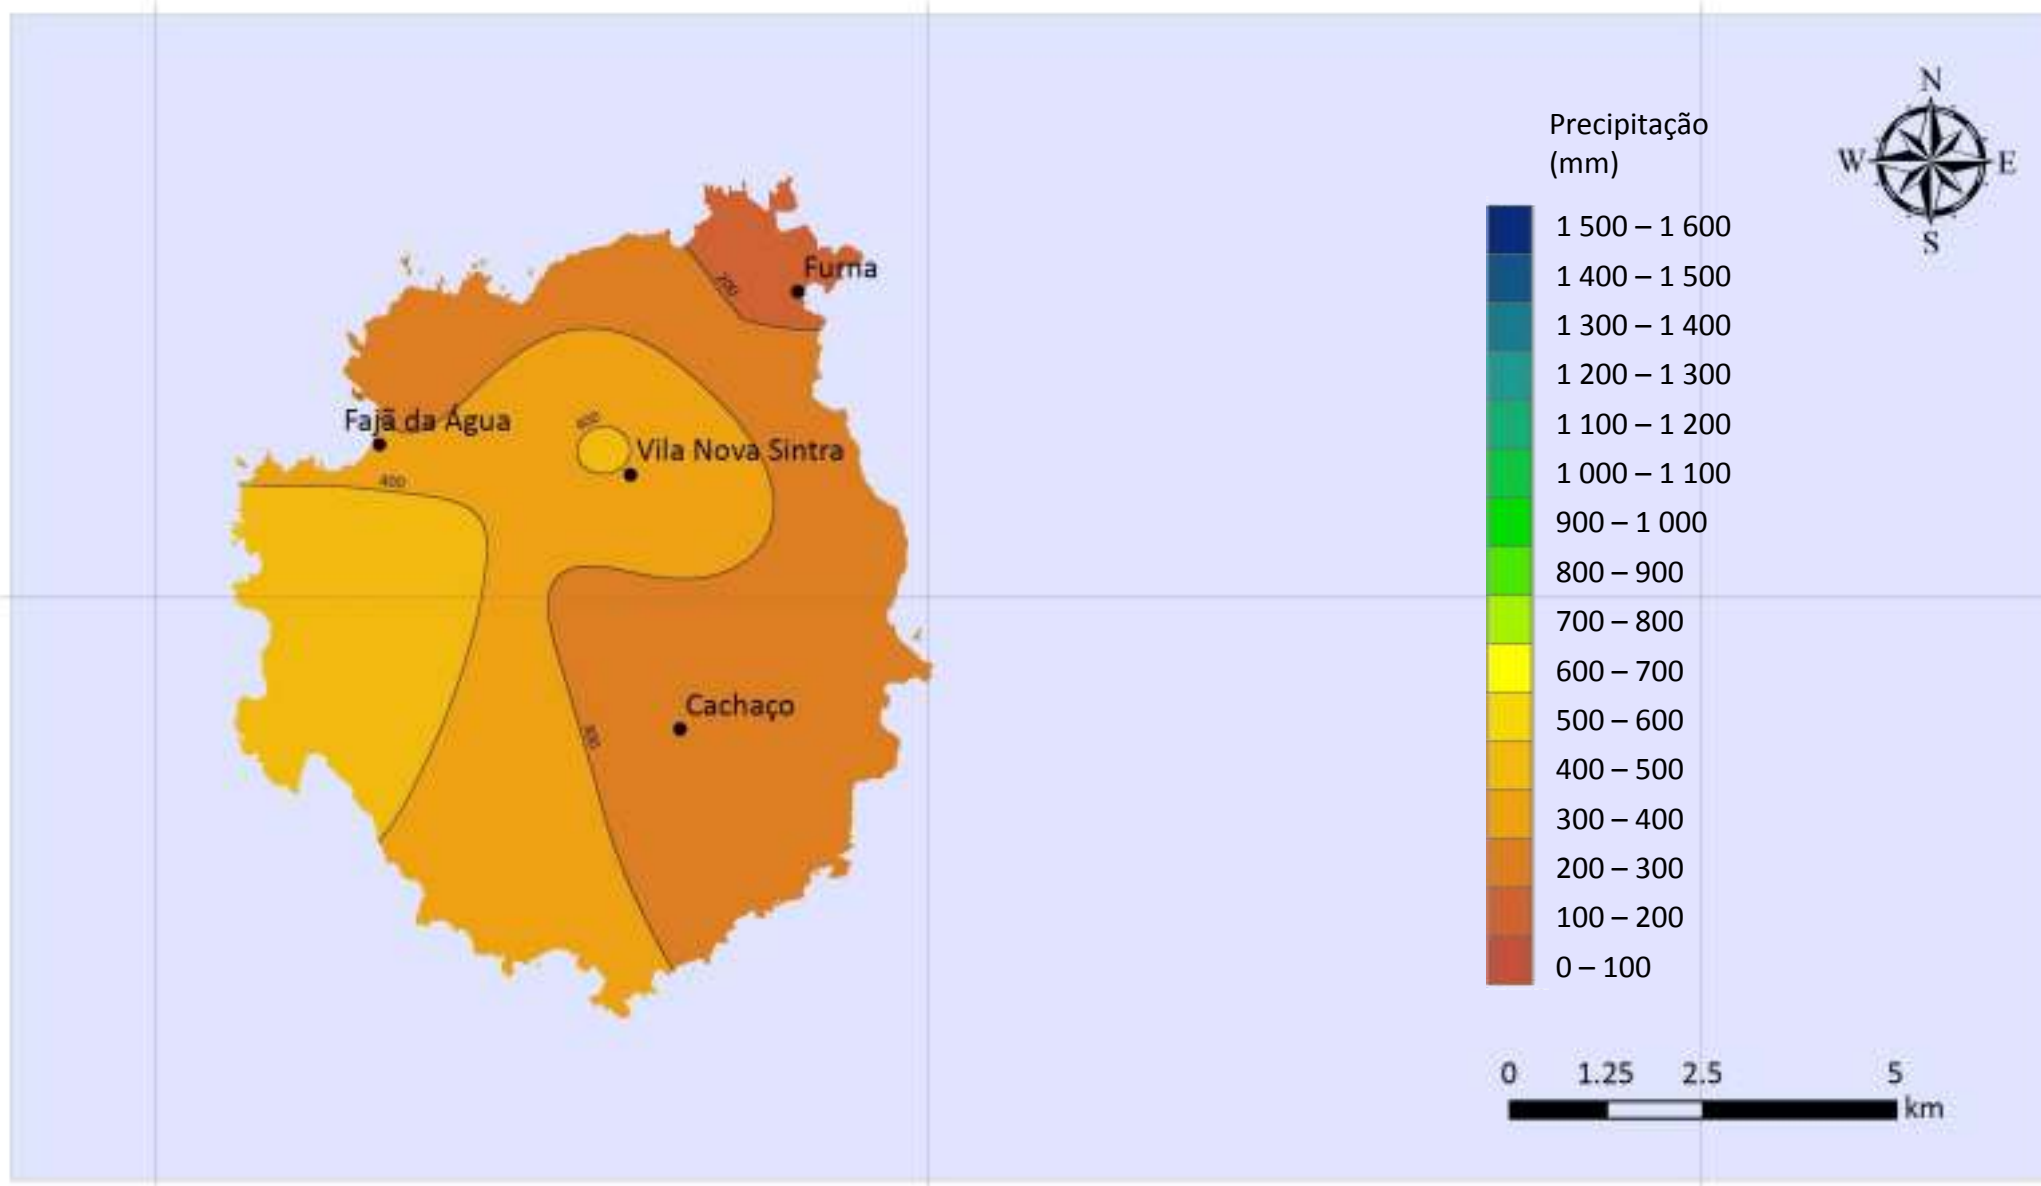 N
W
E
S
Precipitação
(mm)
1 500 – 1 600
1 400 – 1 500
1 300 – 1 400
1 200 – 1 300
1 100 – 1 200
1 000 – 1 100
900 – 1 000
800 – 900
700 – 800
600 – 700
500 – 600
400 – 500
300 – 400
200 – 300
100 – 200
0 – 100
Furna
200
Fajã da Água
400
Vila Nova Sintra
400
Cachaço
300
0 1.25 2.5 5
km